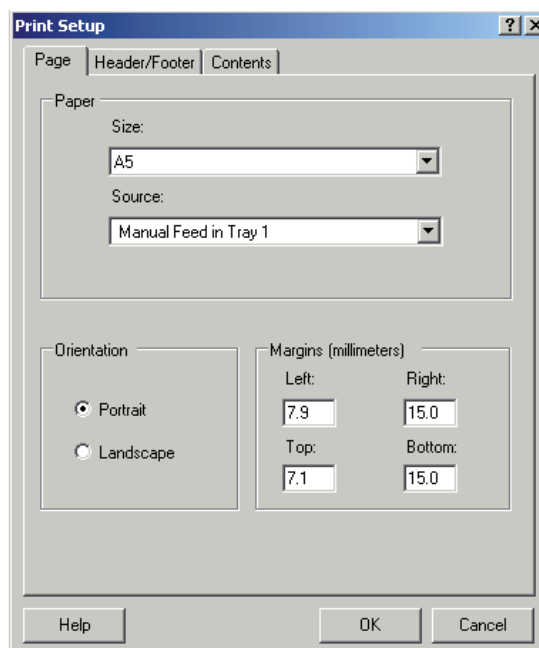 Print Setup
Page Header/Footer Contents
Paper
Size:
A5
Source:
Manual Feed in Tray 1
Orientation
Portrait
Landscape
Margins (millimeters)
Left: Right:
7.9 15.0
Top: Bottom:
7.1 15.0
Help OK Cancel